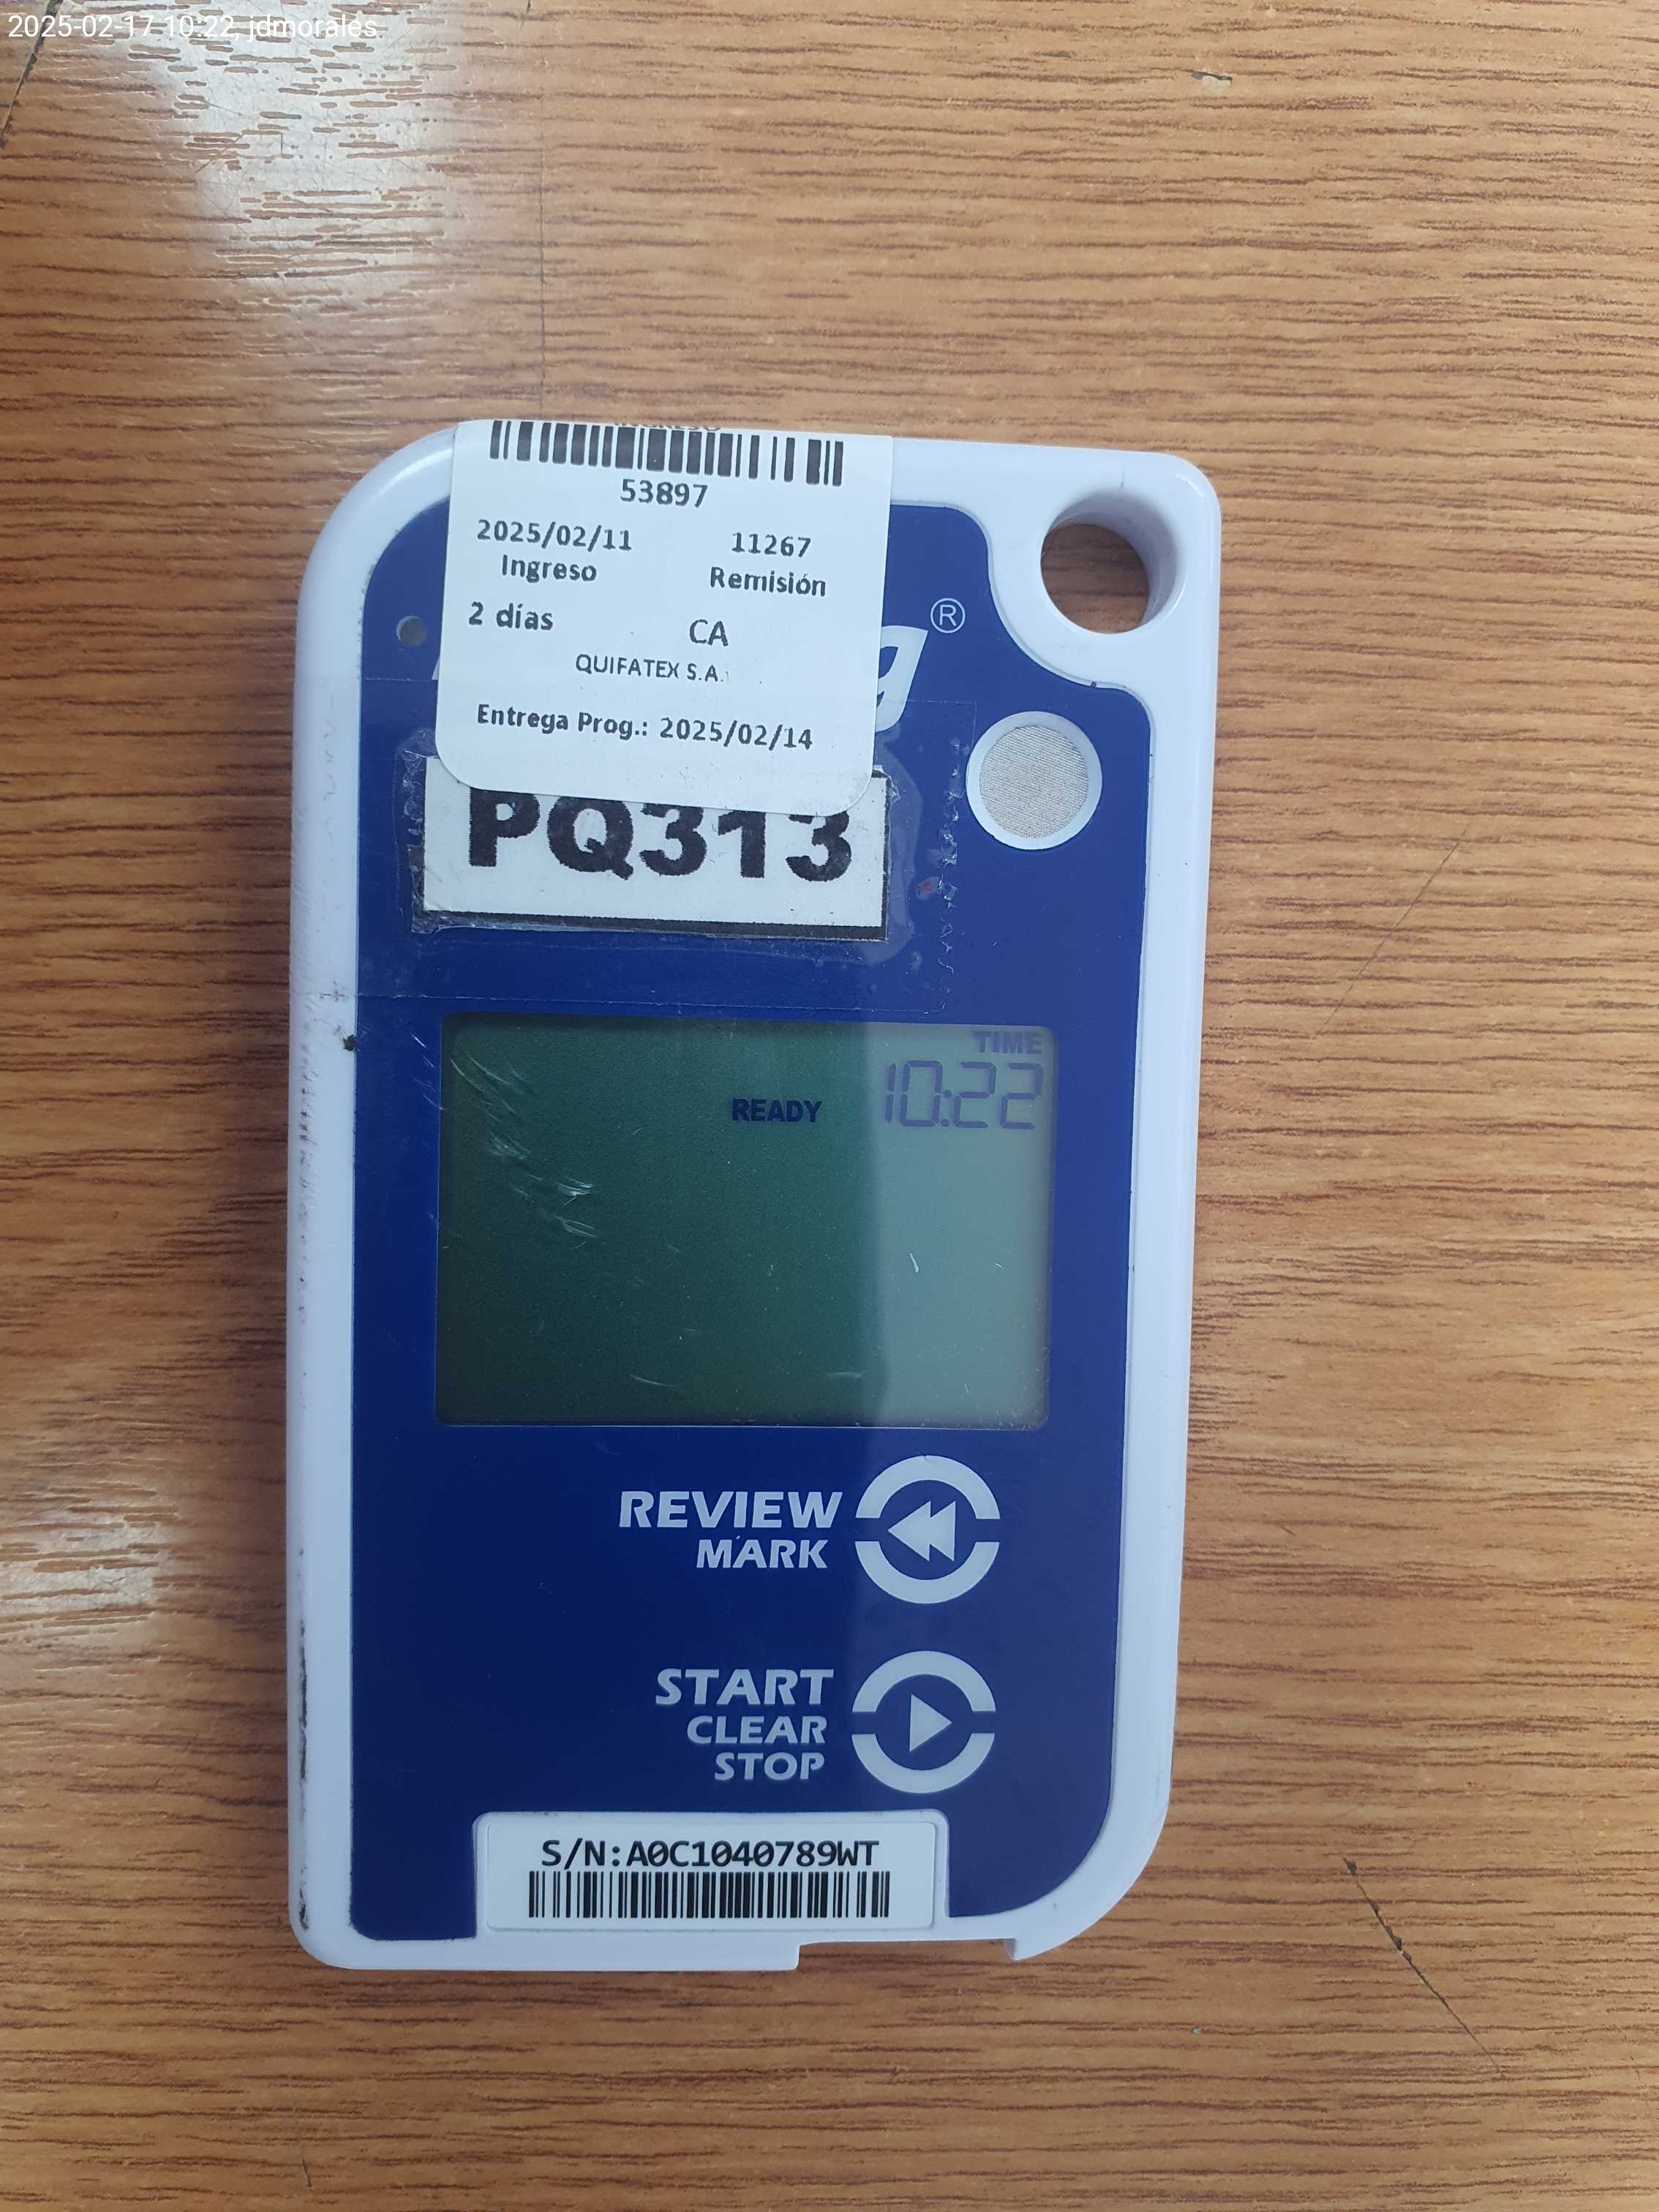 2025-02-17 10:22, jdmorales
53897
2025/02/11 11267
Ingreso Remisión
2 días CA
QUIFATEX S.A.
Entrega Prog.: 2025/02/14
®
PQ313
TIME
READY 10:22
REVIEW
MARK
START
CLEAR
STOP
S/N:A0C1040789WT